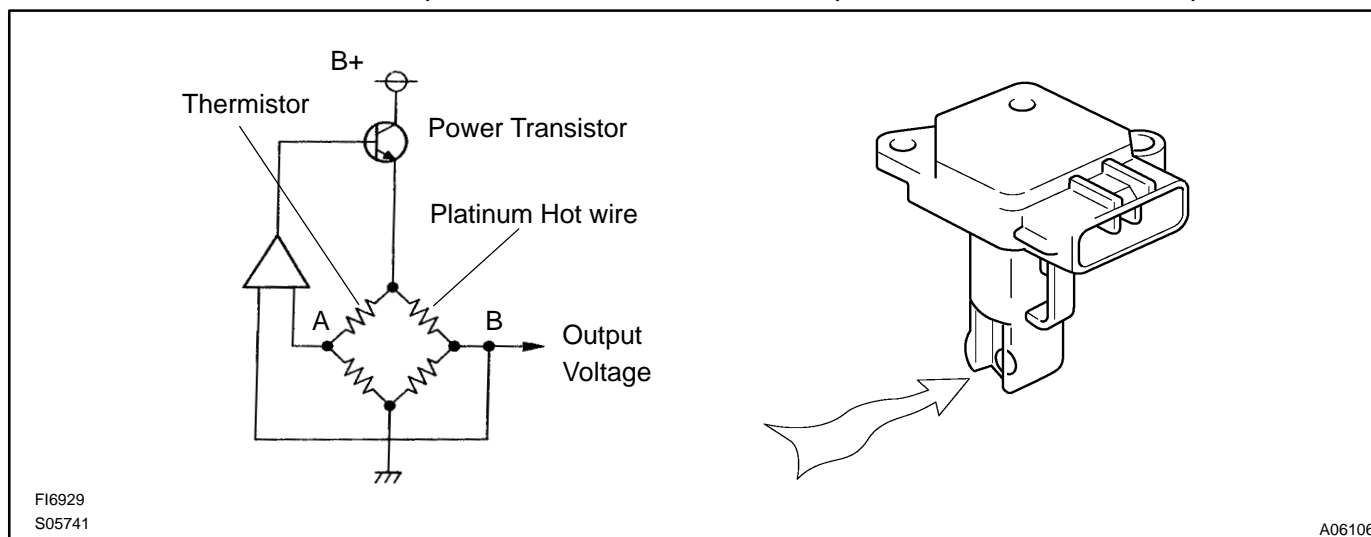 B+
Thermistor
Power Transistor
Platinum Hot wire
A
B
Output
Voltage
FI6929
S05741
A06106